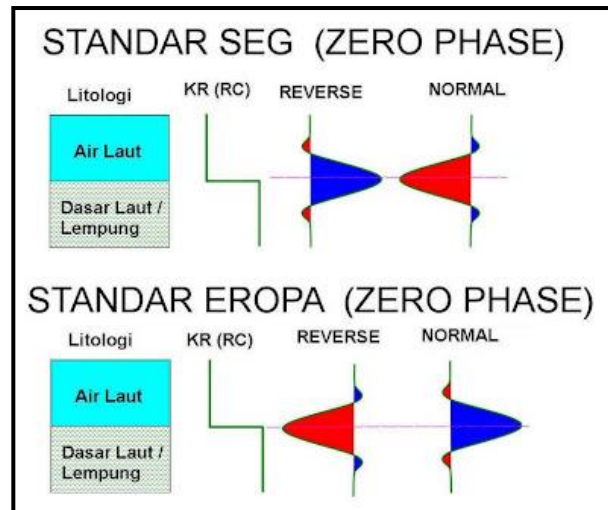 STANDAR SEG (ZERO PHASE)
Litologi KR (RC) REVERSE NORMAL
Air Laut
Dasar Laut /
Lempung
STANDAR EROPA (ZERO PHASE)
Litologi KR (RC) REVERSE NORMAL
Air Laut
Dasar Laut /
Lempung